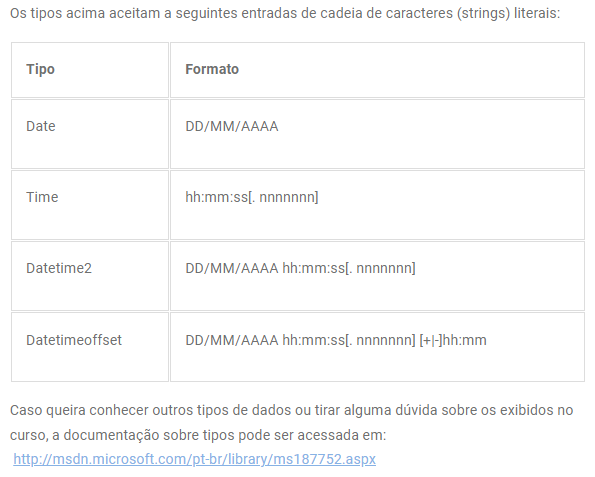 Os tipos acima aceitam a seguintes entradas de cadeia de caracteres (strings) literais:
Tipo Formato
Date DD/MM/AAAA
Time hh:mm:ss[. nnnnnnn]
Datetime2 DD/MM/AAAA hh:mm:ss[. nnnnnnn]
Datetimeoffset DD/MM/AAAA hh:mm:ss[. nnnnnnn] [+|-]hh:mm
Caso queira conhecer outros tipos de dados ou tirar alguma dúvida sobre os exibidos no
curso, a documentação sobre tipos pode ser acessada em:
http://msdn.microsoft.com/pt-br/library/ms187752.aspx